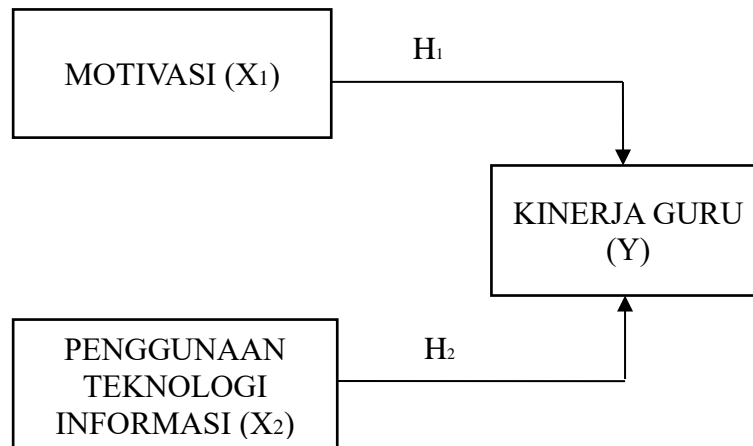 H₁
MOTIVASI (X₁)
KINERJA GURU
(Y)
H₂
PENGGUNAAN
TEKNOLOGI
INFORMASI (X₂)